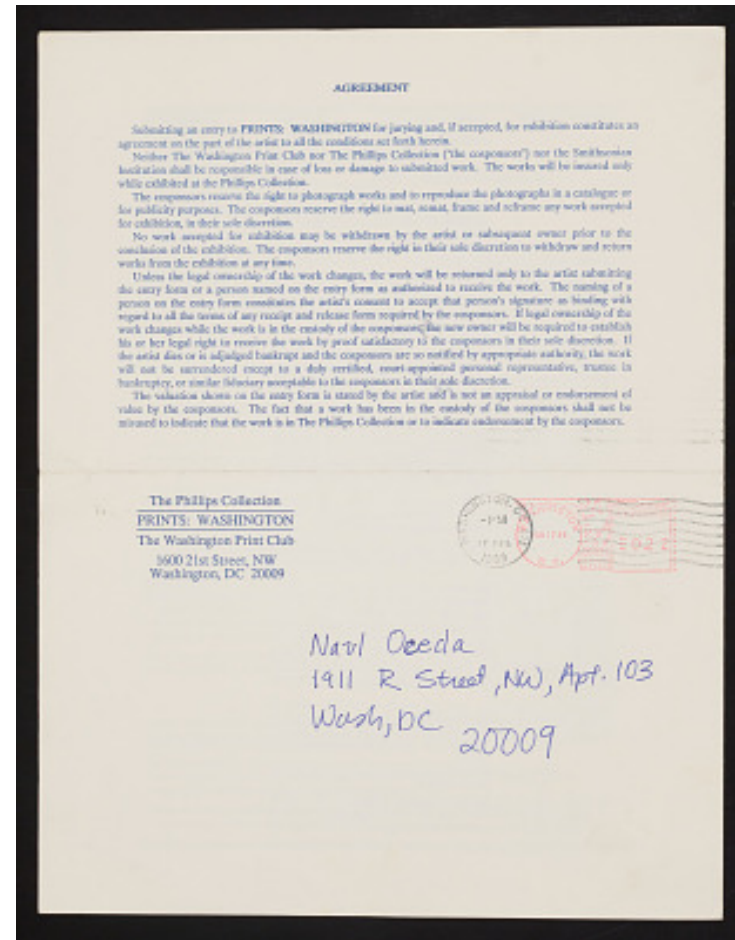 AGREEMENT
Submitting an entry to PRINTS: WASHINGTON for jurying and, if accepted, for exhibition constitutes an
agreement on the part of the artist to all the conditions set forth herein.
Neither The Washington Print Club nor The Phillips Collection ("the cosponsors") nor the Smithsonian
Institution shall be responsible in case of loss or damage to submitted work. The works will be insured only
while exhibited at the Phillips Collection.
The cosponsors reserve the right to photograph works and to reproduce the photographs in a catalogue or
for publicity purposes. The cosponsors reserve the right to mat, remat, frame and reframe any work accepted
for exhibition, in their sole discretion.
No work accepted for exhibition may be withdrawn by the artist or subsequent owner prior to the
conclusion of the exhibition. The cosponsors reserve the right in their sole discretion to withdraw and return
works from the exhibition at any time.
Unless the legal ownership of the work changes, the work will be returned only to the artist submitting
the entry form or a person named on the entry form as authorized to receive the work. The naming of a
person on the entry form constitutes the artist's consent to accept that person's signature as binding with
regard to all the terms of any receipt and release form required by the cosponsors. If legal ownership of the
work changes while the work is in the custody of the cosponsors, the new owner will be required to establish
his or her legal right to receive the work by proof satisfactory to the cosponsors in their sole discretion. If
the artist dies or is adjudged bankrupt and the cosponsors are so notified by appropriate authority, the work
will not be surrendered except to a duly certified, court-appointed personal representative, trustee in
bankruptcy, or similar fiduciary acceptable to the cosponsors in their sole discretion.
The valuation shown on the entry form is stated by the artist and is not an appraisal or endorsement of
value by the cosponsors. The fact that a work has been in the custody of the cosponsors shall not be
misused to indicate that the work is in The Phillips Collection or to indicate endorsement by the cosponsors.
The Phillips Collection
PRINTS: WASHINGTON
The Washington Print Club
1600 21st Street, NW
Washington, DC 20009
Naul Ojeda
1911 R Street, NW, Apt. 103
Wash, DC
20009